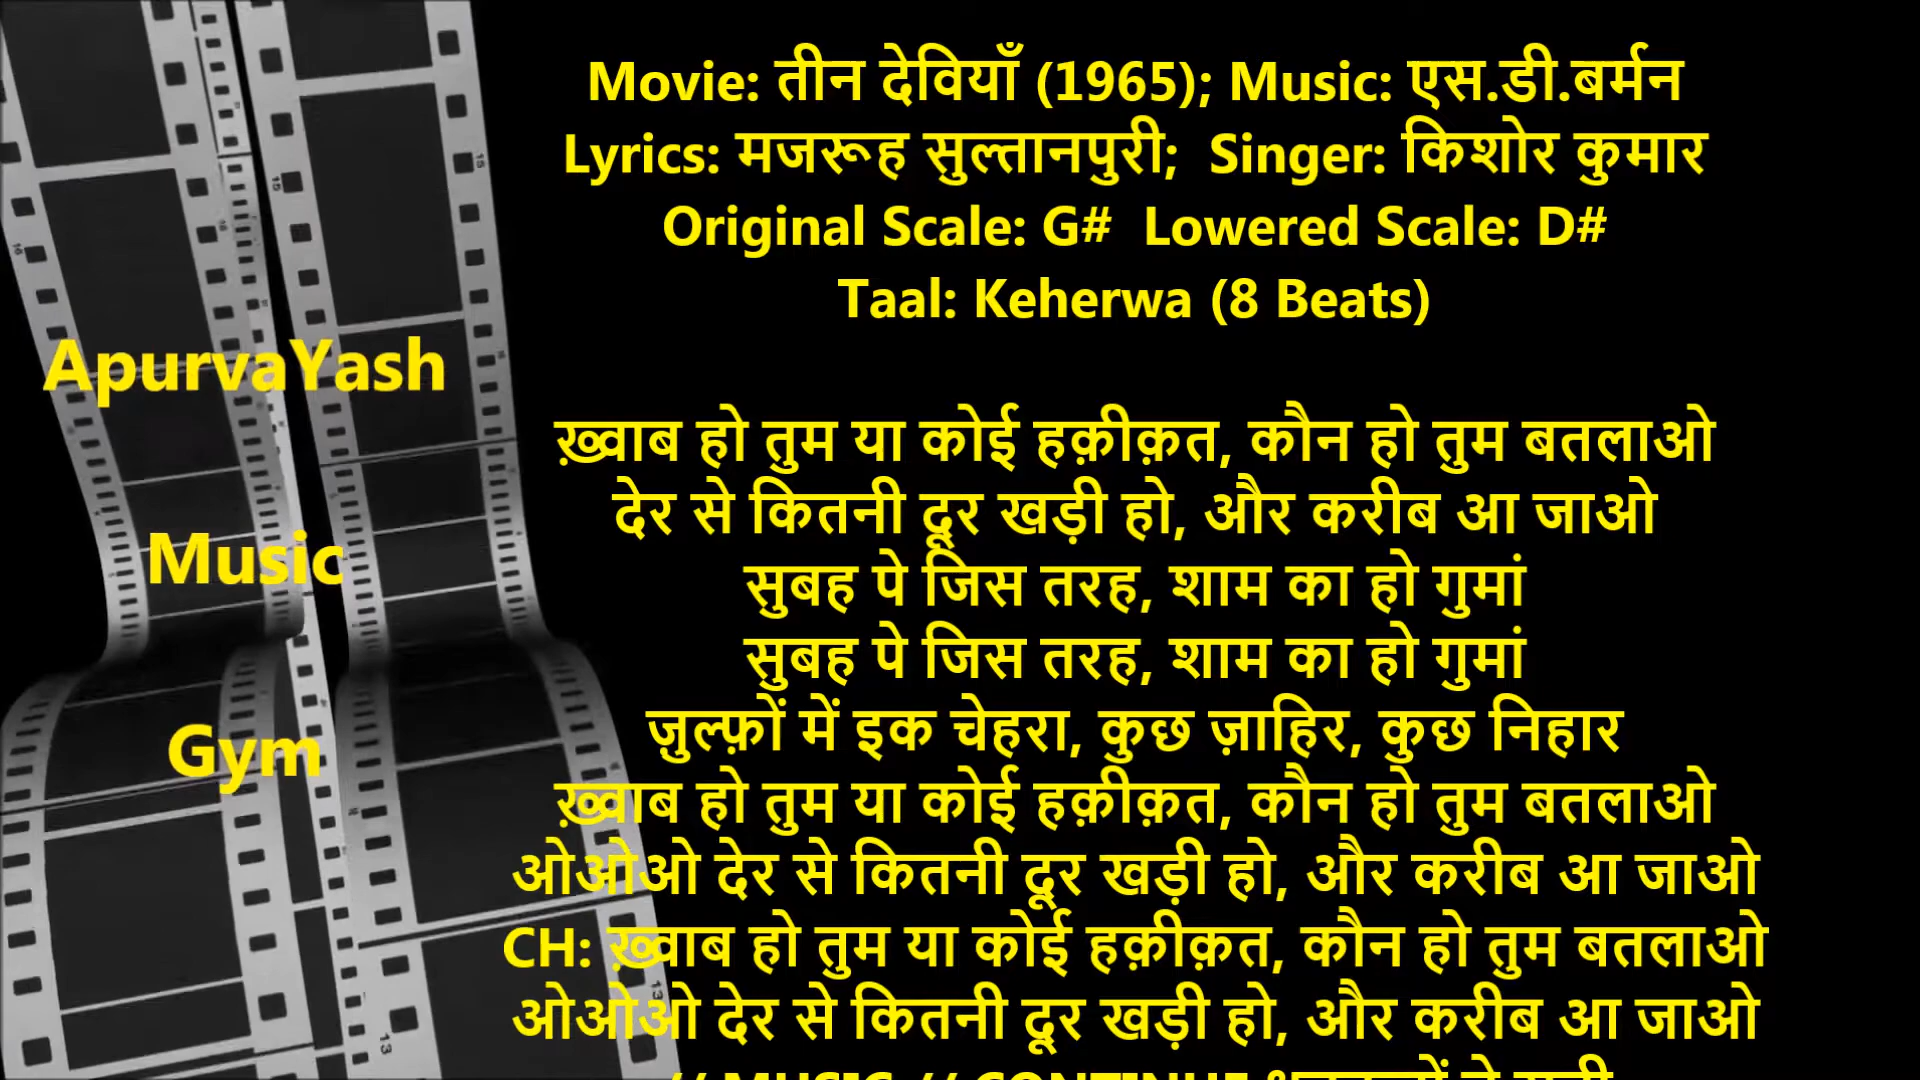 Movie: तीन देवियाँ (1965); Music: एस.डी.बर्मन
Lyrics: मजरूह सुल्तानपुरी; Singer: किशोर कुमार
Original Scale: G# Lowered Scale: D#
Taal: Keherwa (8 Beats)
ApurvaYash
Music
Gym
ख़्वाब हो तुम या कोई हक़ीक़त, कौन हो तुम बतलाओ
देर से कितनी दूर खड़ी हो, और करीब आ जाओ
सुबह पे जिस तरह, शाम का हो गुमां
सुबह पे जिस तरह, शाम का हो गुमां
ज़ुल्फ़ों में इक चेहरा, कुछ ज़ाहिर, कुछ निहार
ख़्वाब हो तुम या कोई हक़ीक़त, कौन हो तुम बतलाओ
ओओओ देर से कितनी दूर खड़ी हो, और करीब आ जाओ
CH: ख़्वाब हो तुम या कोई हक़ीक़त, कौन हो तुम बतलाओ
ओओओ देर से कितनी दूर खड़ी हो, और करीब आ जाओ
// MUSIC // CONTINUE